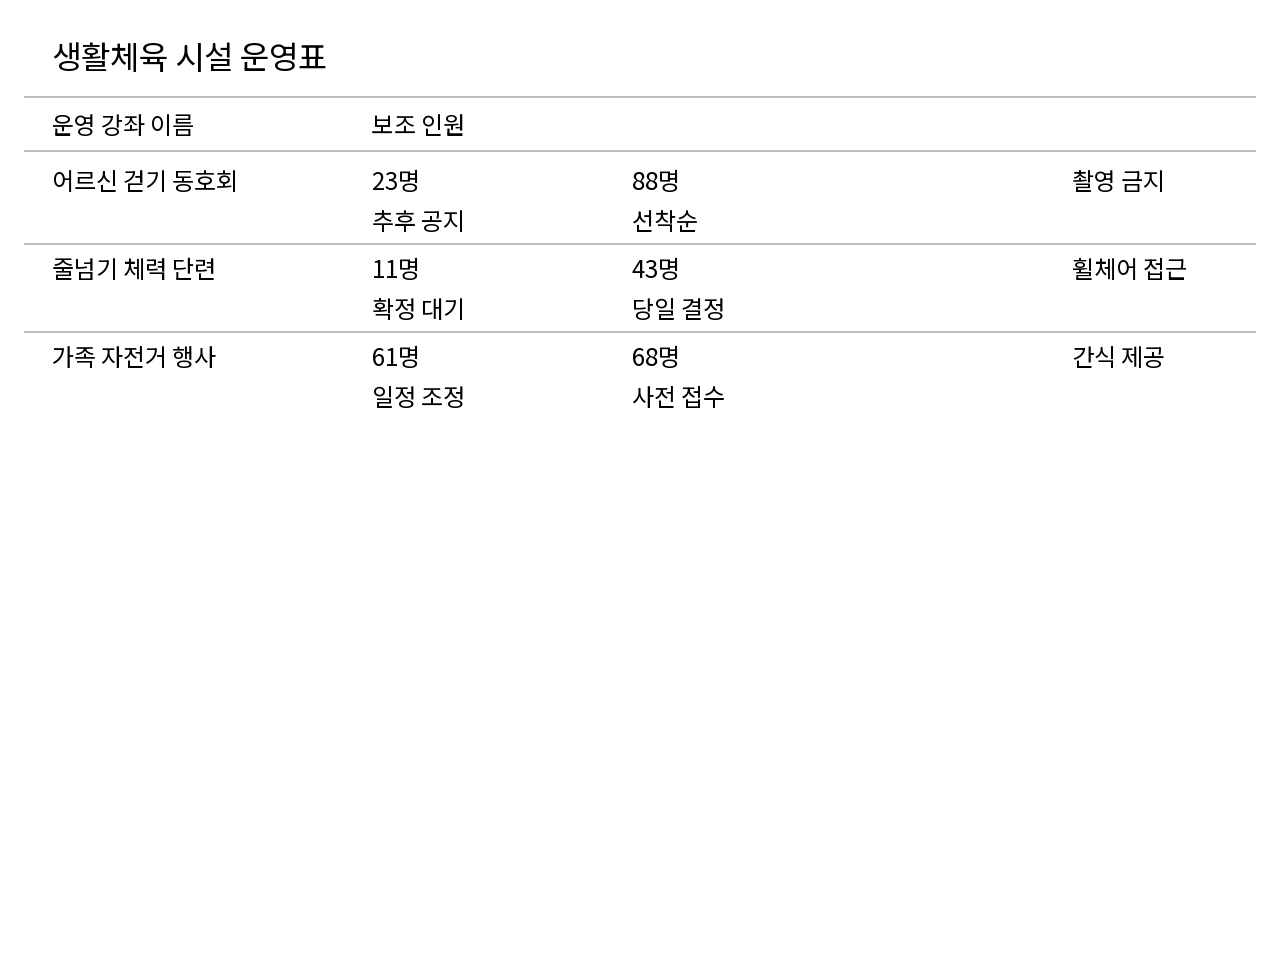 생활체육 시설 운영표
운영 강좌 이름 보조 인원
어르신 걷기 동호회 23명 88명 촬영 금지
추후 공지 선착순
줄넘기 체력 단련 11명 43명 휠체어 접근
확정 대기 당일 결정
가족 자전거 행사 61명 68명 간식 제공
일정 조정 사전 접수